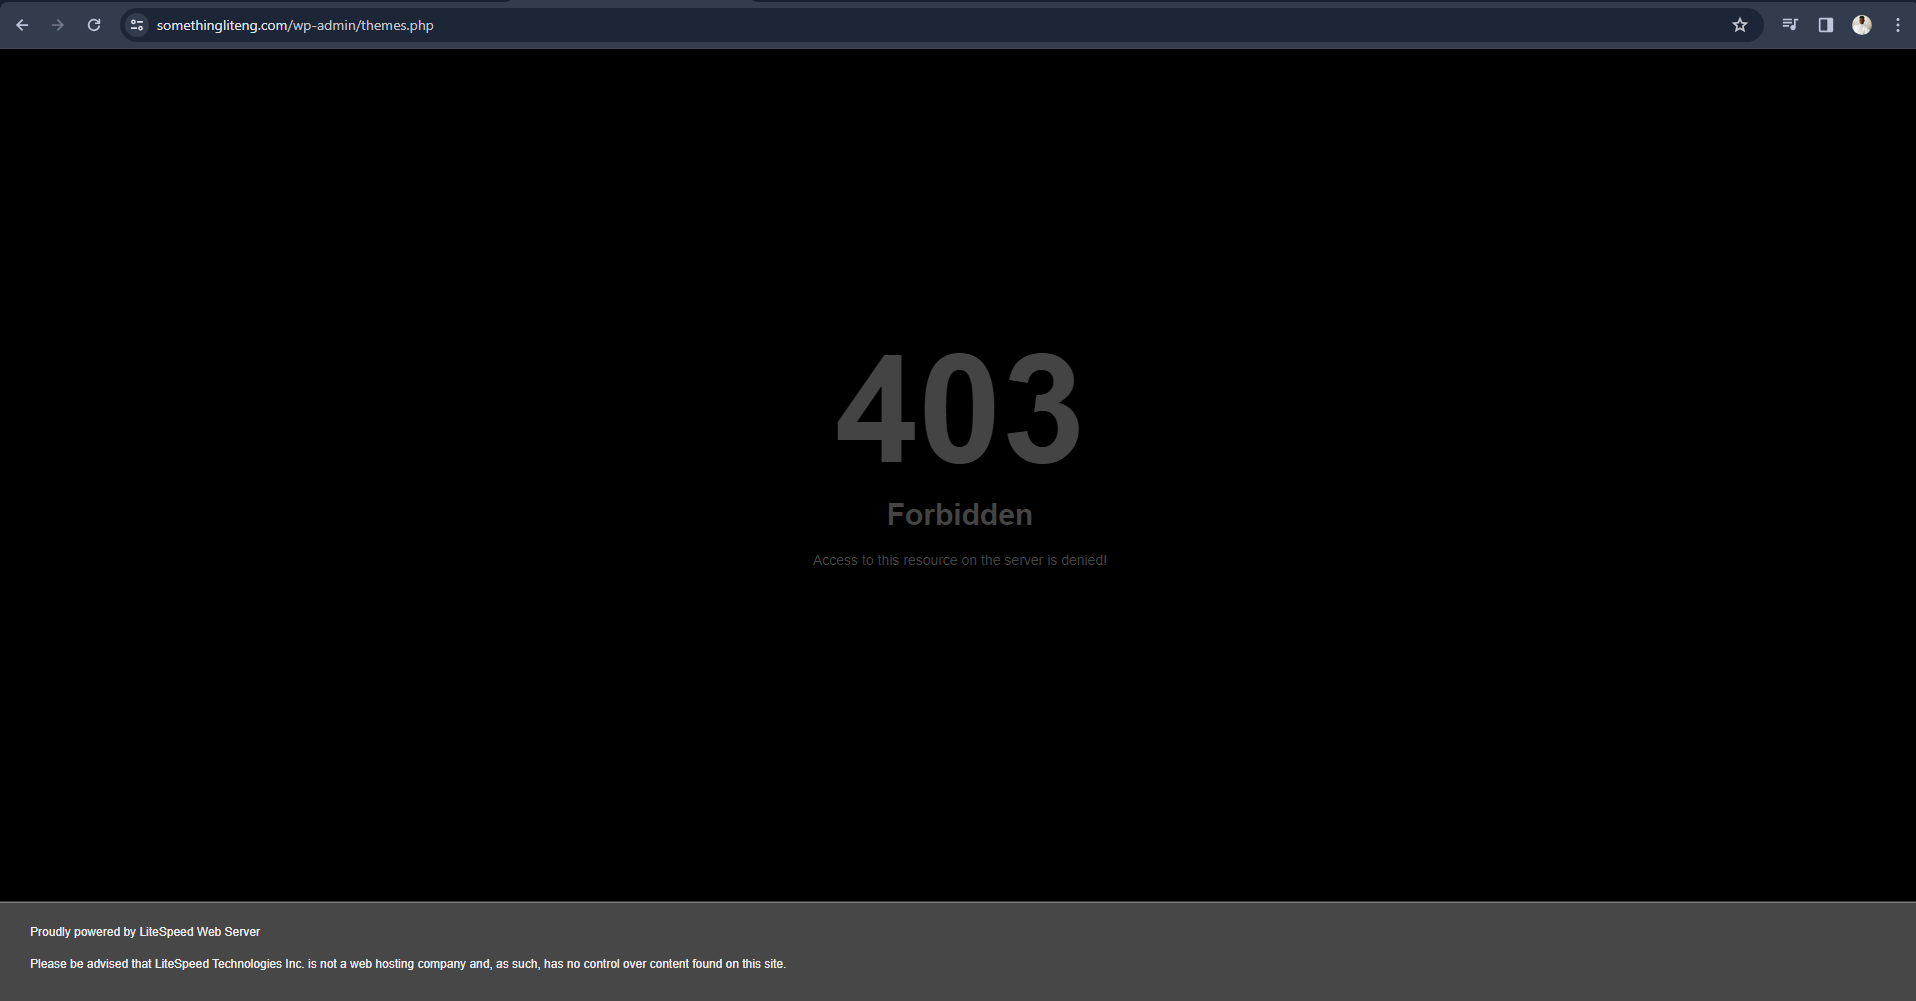 somethingliteng.com/wp-admin/themes.php
403
Forbidden
Access to this resource on the server is denied!
Proudly powered by LiteSpeed Web Server
Please be advised that LiteSpeed Technologies Inc. is not a web hosting company and, as such, has no control over content found on this site.